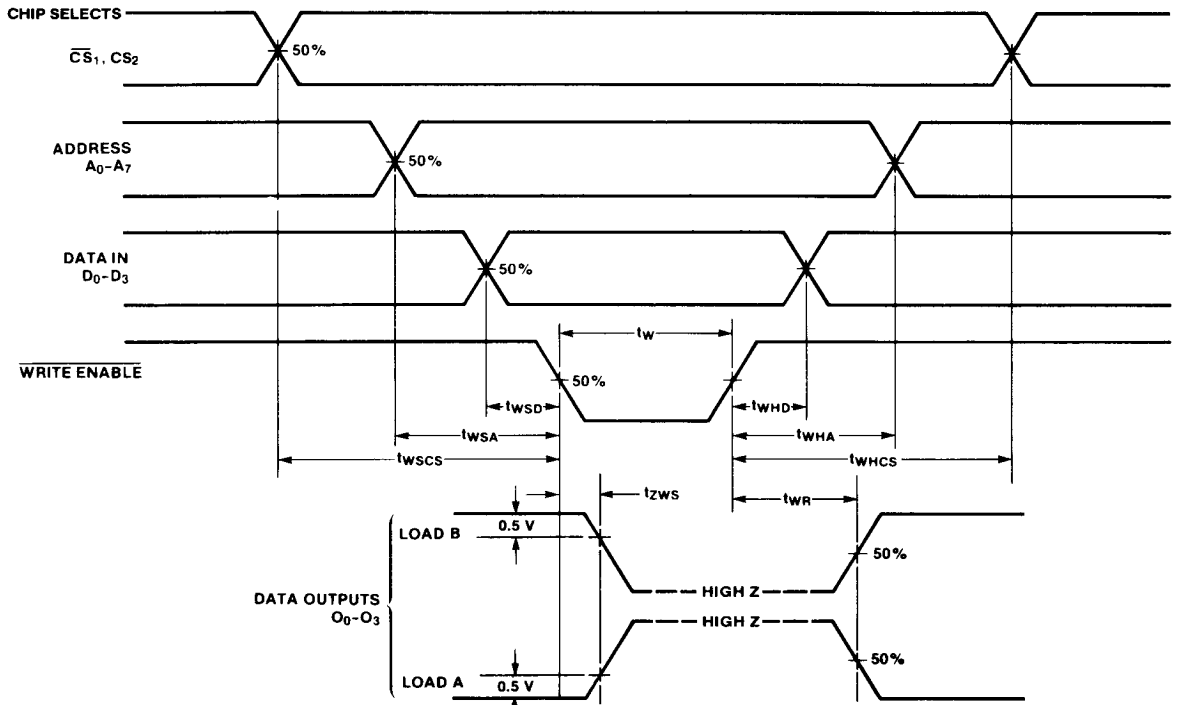 CHIP SELECTS
C̅S̅₁, CS₂
50%
ADDRESS
A₀-A₇
50%
DATA IN
D₀-D₃
50%
tW
WRITE ENABLE
50%
tWSD
tWHD
tWSA
tWHA
tWSCS
tWHCS
tZWS
tWR
0.5 V
LOAD B
50%
HIGH Z
DATA OUTPUTS
O₀-O₃
HIGH Z
50%
LOAD A
0.5 V